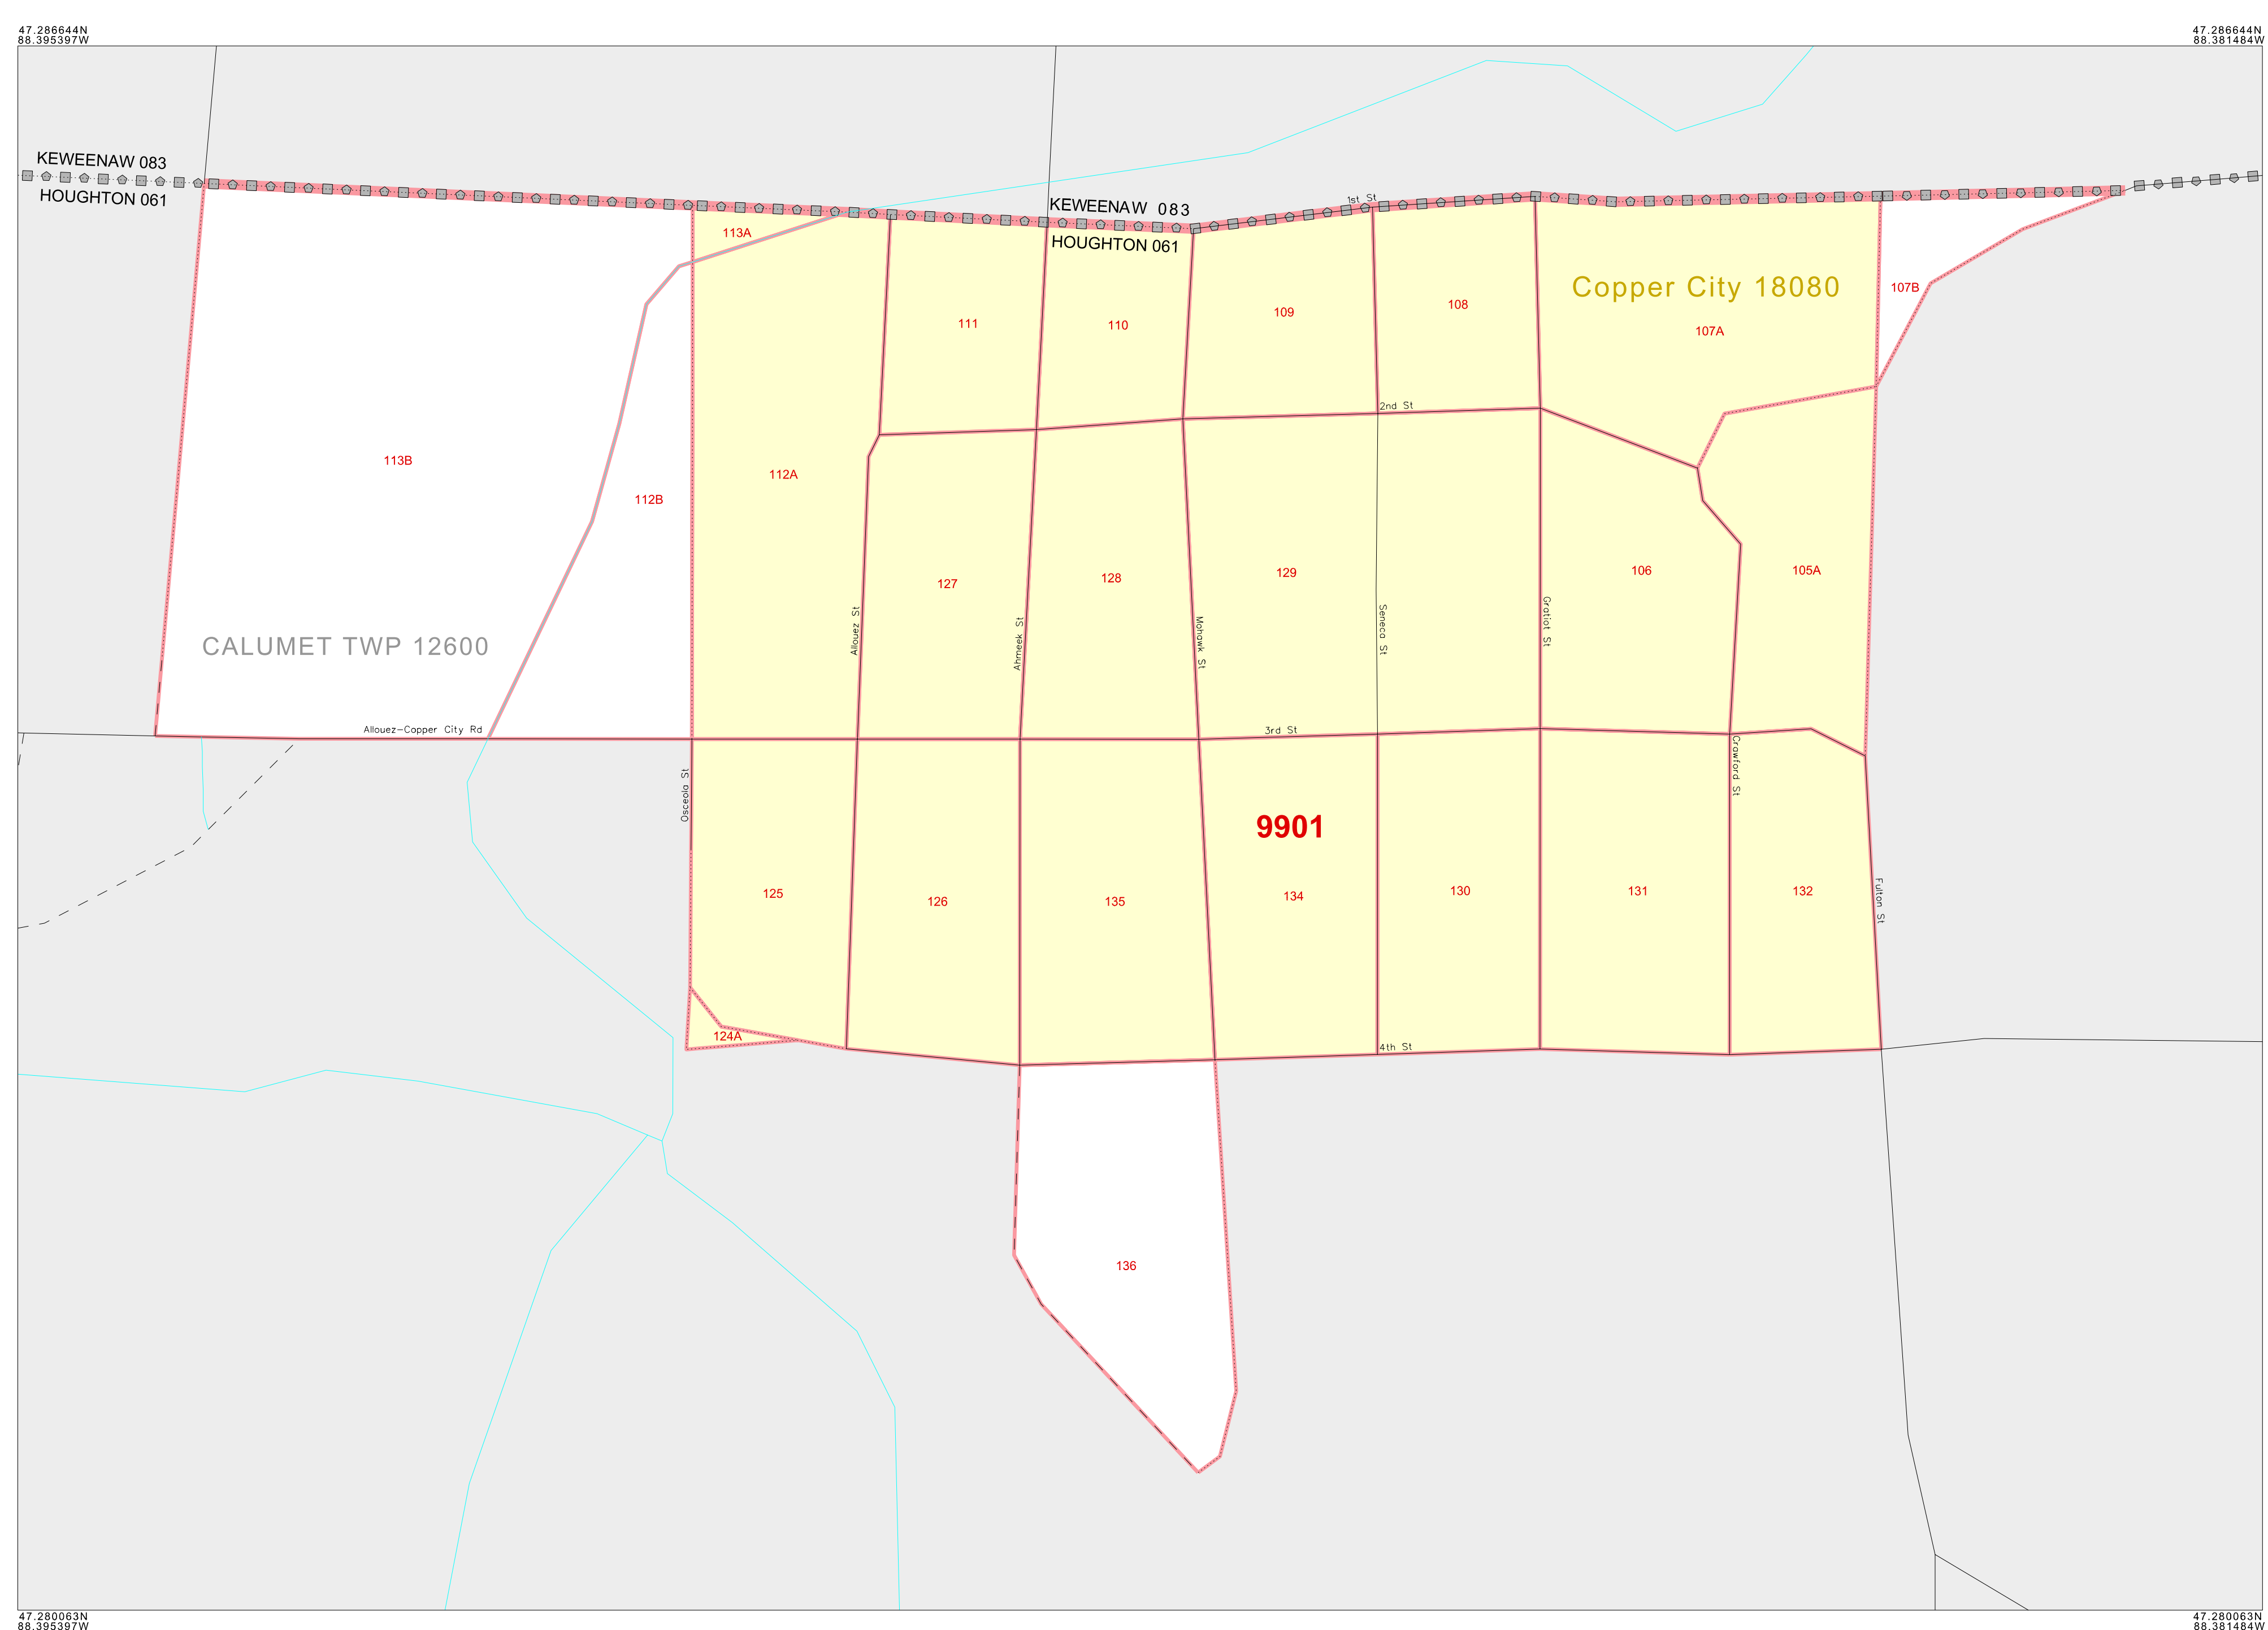 47.286644N
88.395397W
47.286644N
88.381484W
KEWEENAW 083
HOUGHTON 061
KEWEENAW 083
HOUGHTON 061
1st St
113A
Copper City 18080
107B
107A
111
110
109
108
2nd St
113B
112A
112B
127
128
129
106
105A
Allouez St
Ahmeek St
Mohawk St
Seneca St
Gratiot St
CALUMET TWP 12600
Allouez-Copper City Rd
3rd St
Crawford St
Osceola St
9901
125
126
135
134
130
131
132
Fulton St
124A
4th St
136
47.280063N
88.395397W
47.280063N
88.381484W